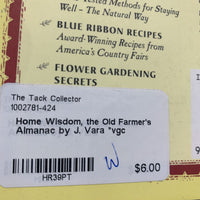 Tested Methods for Staying
Well - The Natural Way
BLUE RIBBON RECIPES
Award-Winning Recipes from
America's Country Fairs
FLOWER GARDENING
SECRETS
The Tack Collector
1002781-424
Home Wisdom, the Old Farmer's
Almanac by J. Vara *vgc
W
$6.00
HR39PT